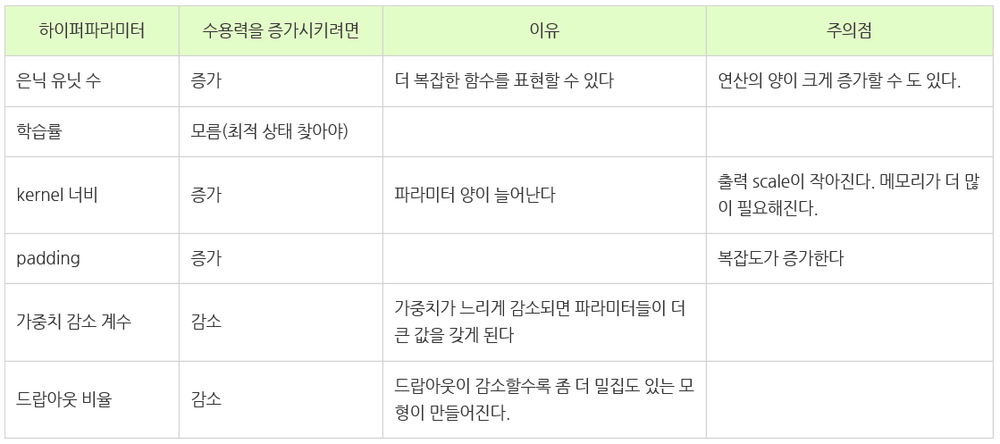 하이퍼파라미터 수용력을 증가시키려면 이유 주의점
은닉 유닛 수 증가 더 복잡한 함수를 표현할 수 있다 연산의 양이 크게 증가할 수 도 있다.
학습률 모름(최적 상태 찾아야)
kernel 너비 증가 파라미터 양이 늘어난다 출력 scale이 작아진다. 메모리가 더 많
이 필요해진다.
padding 증가 복잡도가 증가한다
가중치 감소 계수 감소 가중치가 느리게 감소되면 파라미터들이 더
큰 값을 갖게 된다
드랍아웃 비율 감소 드랍아웃이 감소할수록 좀 더 밀집도 있는 모
형이 만들어진다.